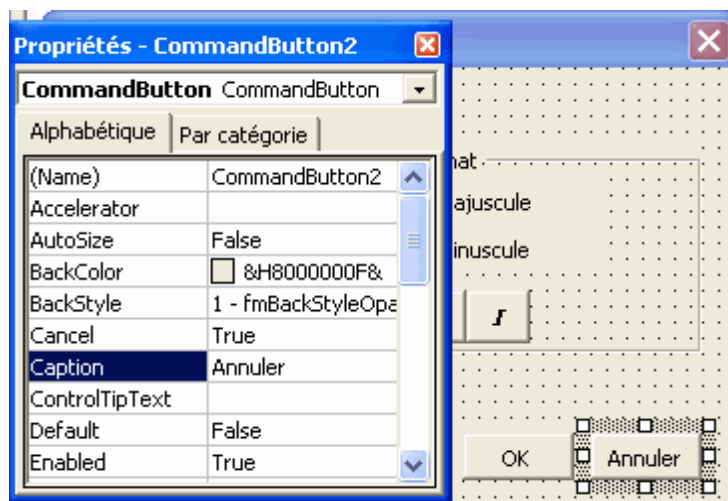 Propriétés - CommandButton2
CommandButton CommandButton
Alphabétique Par catégorie
(Name) CommandButton2
Accelerator
AutoSize False
BackColor &H8000000F&
BackStyle 1 - fmBackStyleOpa
Cancel True
Caption Annuler
ControlTipText
Default False
Enabled True
nat
ajuscule
inuscule
I
OK Annuler